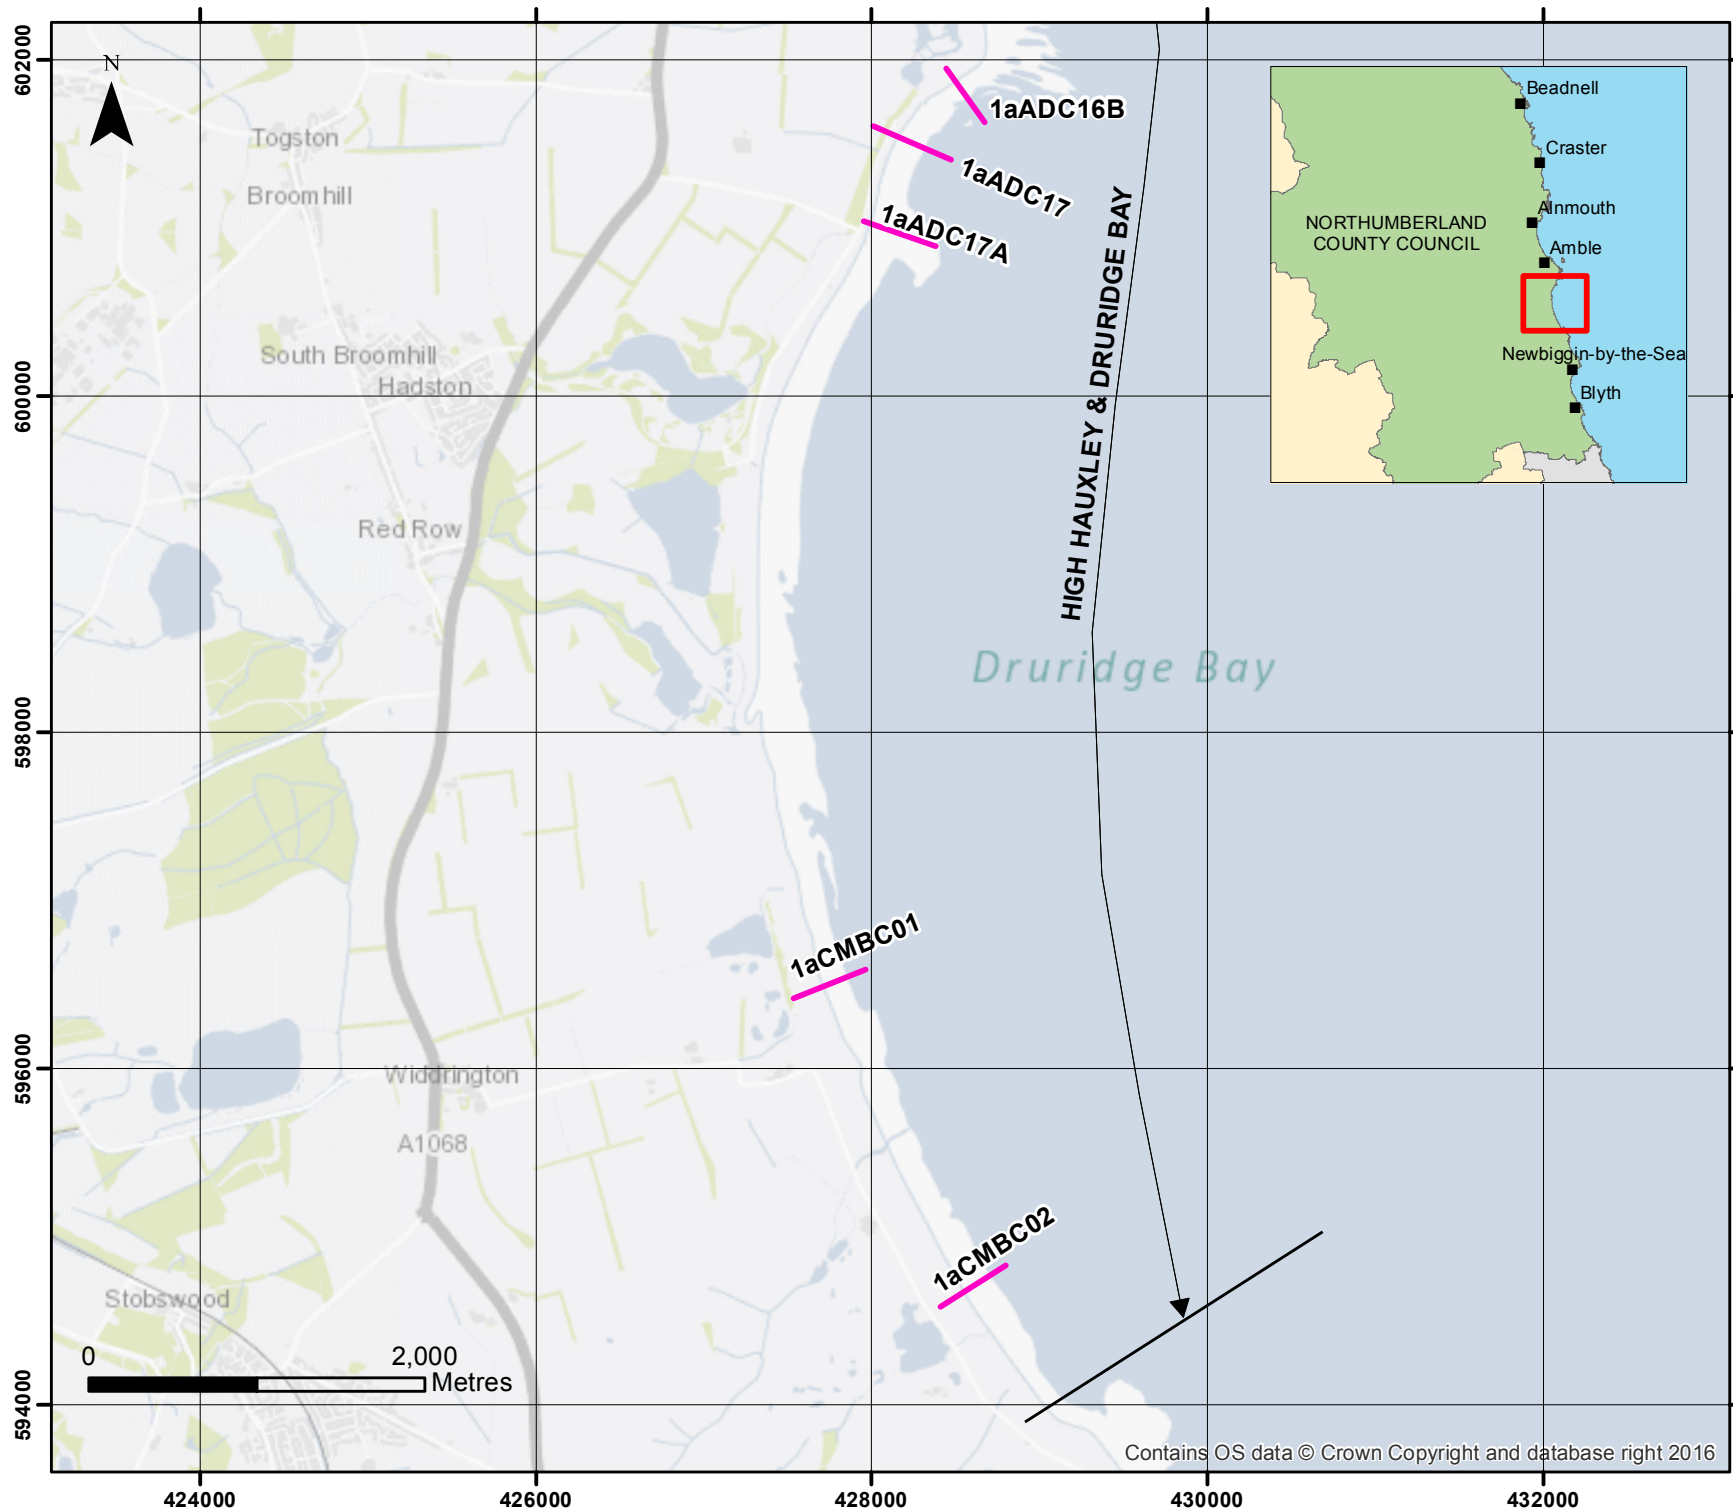 N
602000
600000
598000
596000
594000
Togston
Broomhill
South Broomhill
Hadston
Red Row
Widdrington
A1068
Stobswood
1aADC16B
1aADC17
1aADC17A
1aCMBC01
1aCMBC02
HIGH HAUXLEY & DRURIDGE BAY
Druridge Bay
Beadnell
Craster
Alnmouth
NORTHUMBERLAND
COUNTY COUNCIL
Amble
Newbiggin-by-the-Sea
Blyth
0 2,000
Metres
Contains OS data © Crown Copyright and database right 2016
424000 426000 428000 430000 432000